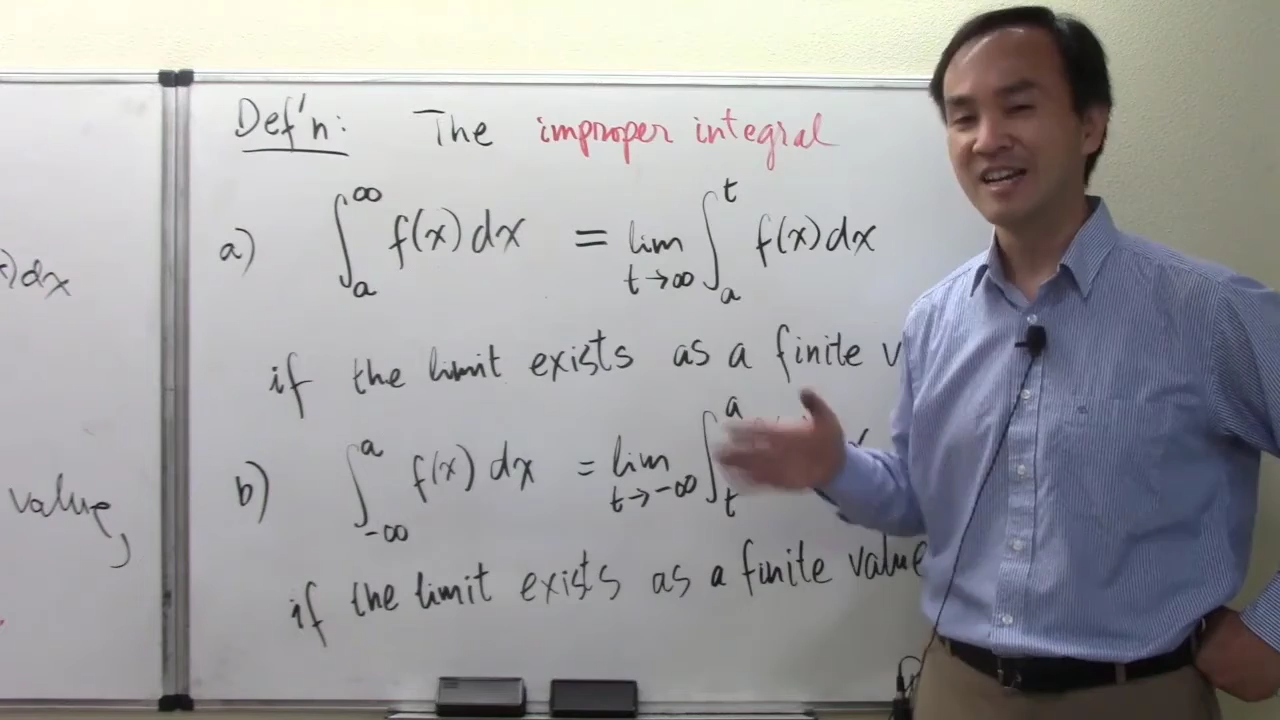 Def'n: The improper integral
a) ∫_a^∞ f(x) dx = lim_{t→∞} ∫_a^t f(x) dx
if the limit exists as a finite
b) ∫_{-∞}^a f(x) dx = lim_{t→-∞} ∫_t^a
if the limit exists as a finite value
)dx
value,